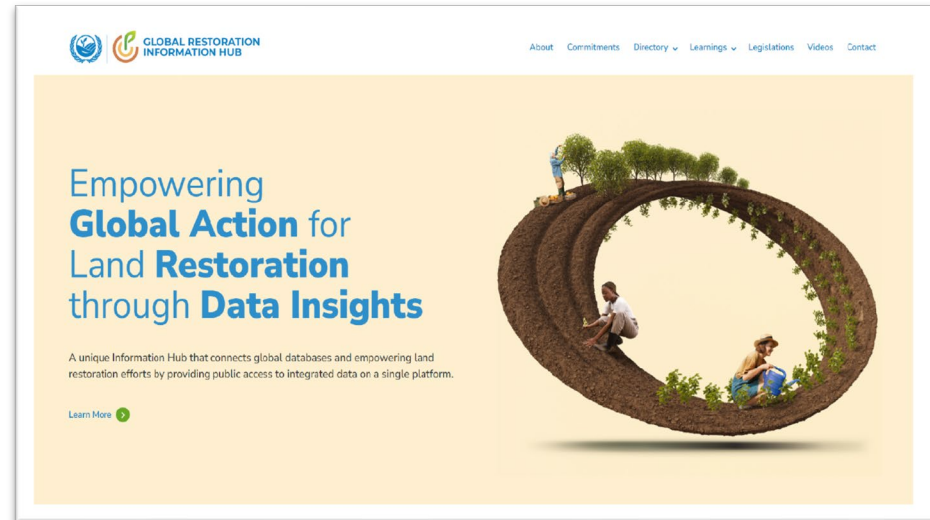 GLOBAL RESTORATION
INFORMATION HUB
About Commitments Directory Learnings Legislations Videos Contact
Empowering
Global Action for
Land Restoration
through Data Insights
A unique Information Hub that connects global databases and empowering land
restoration efforts by providing public access to integrated data on a single platform.
Learn More